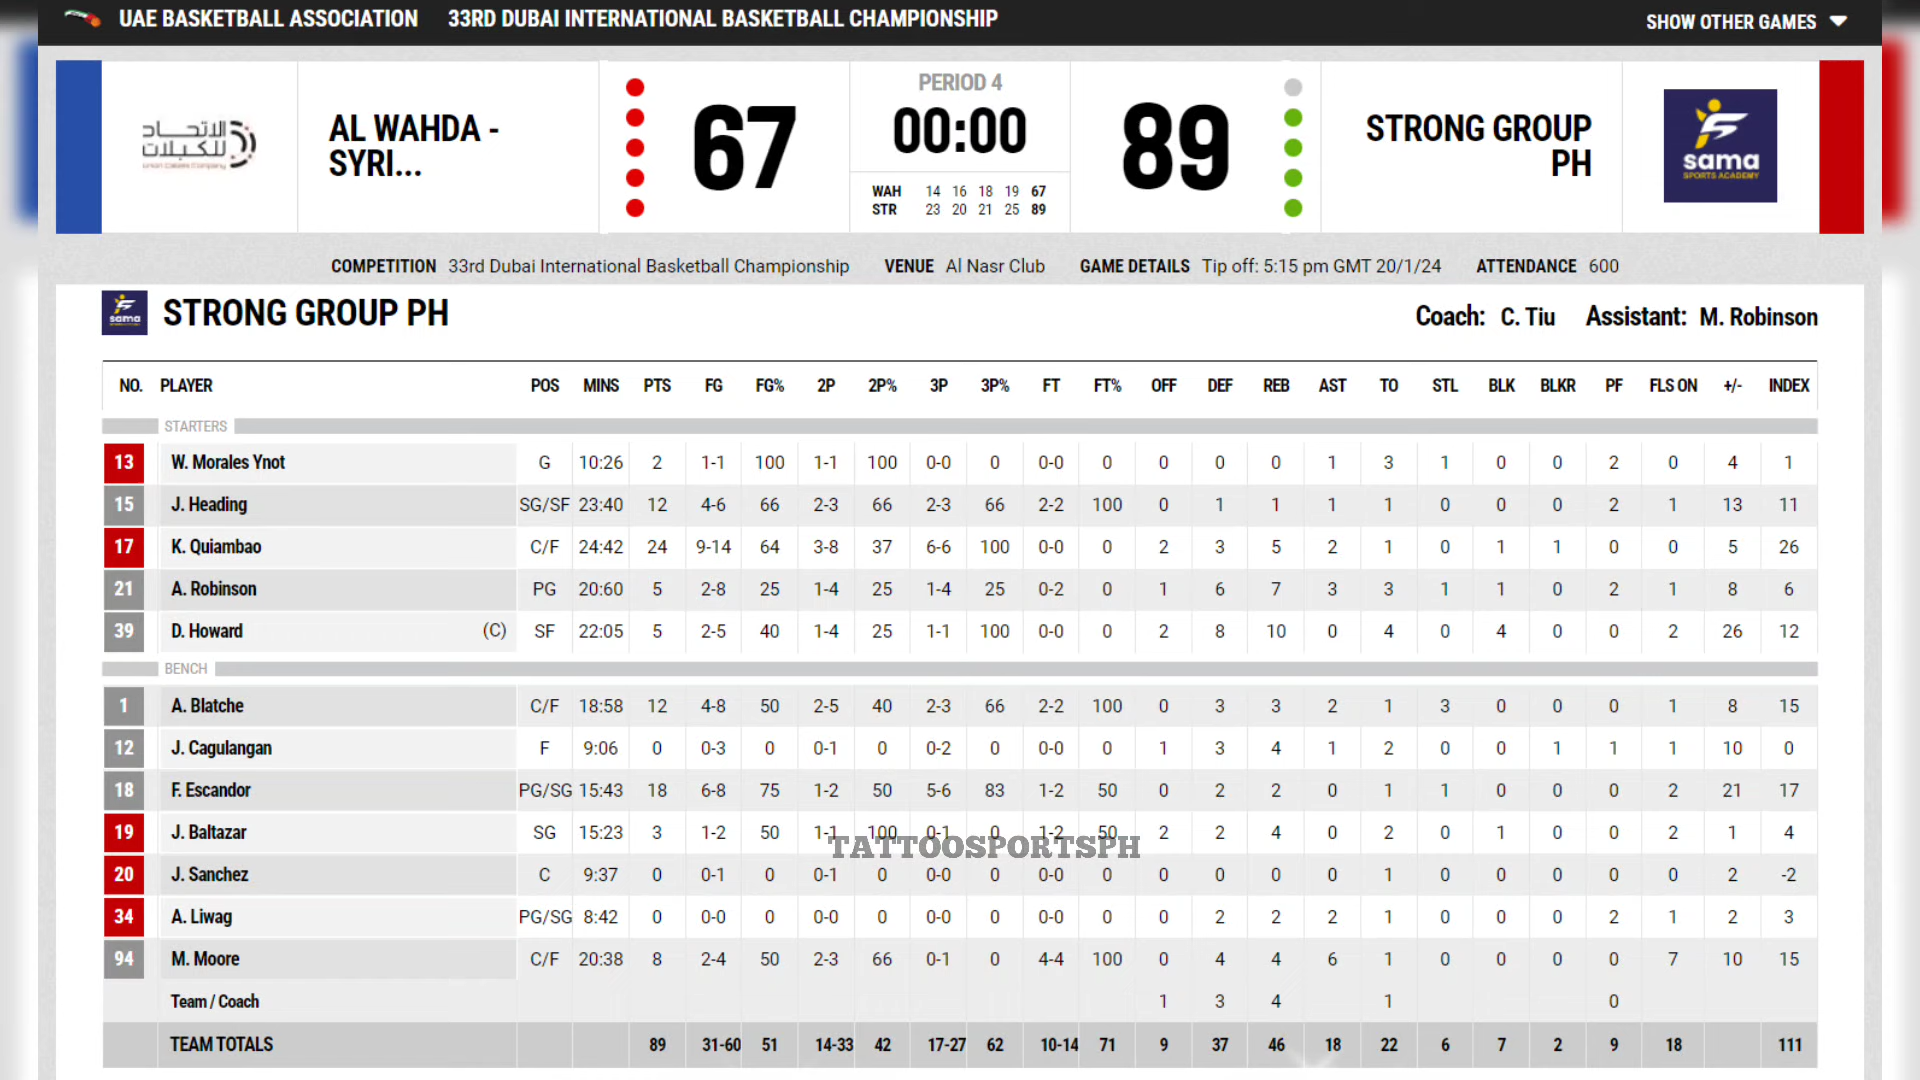 UAE BASKETBALL ASSOCIATION 33RD DUBAI INTERNATIONAL BASKETBALL CHAMPIONSHIP SHOW OTHER GAMES
الاتحاد
للكبلات
Union Cables Company
AL WAHDA -
SYRI...
67
PERIOD 4
00:00
WAH 14 16 18 19 67
STR 23 20 21 25 89
89
STRONG GROUP
PH
sama
SPORTS ACADEMY
COMPETITION 33rd Dubai International Basketball Championship VENUE Al Nasr Club GAME DETAILS Tip off: 5:15 pm GMT 20/1/24 ATTENDANCE 600
sama
STRONG GROUP PH Coach: C. Tiu Assistant: M. Robinson
NO. PLAYER POS MINS PTS FG FG% 2P 2P% 3P 3P% FT FT% OFF DEF REB AST TO STL BLK BLKR PF FLS ON +/- INDEX
STARTERS
13 W. Morales Ynot G 10:26 2 1-1 100 1-1 100 0-0 0 0-0 0 0 0 0 1 3 1 0 0 2 0 4 1
15 J. Heading SG/SF 23:40 12 4-6 66 2-3 66 2-3 66 2-2 100 0 1 1 1 1 0 0 0 2 1 13 11
17 K. Quiambao C/F 24:42 24 9-14 64 3-8 37 6-6 100 0-0 0 2 3 5 2 1 0 1 1 0 0 5 26
21 A. Robinson PG 20:60 5 2-8 25 1-4 25 1-4 25 0-2 0 1 6 7 3 3 1 1 0 2 1 8 6
39 D. Howard (C) SF 22:05 5 2-5 40 1-4 25 1-1 100 0-0 0 2 8 10 0 4 0 4 0 0 2 26 12
BENCH
1 A. Blatche C/F 18:58 12 4-8 50 2-5 40 2-3 66 2-2 100 0 3 3 2 1 3 0 0 0 1 8 15
12 J. Cagulangan F 9:06 0 0-3 0 0-1 0 0-2 0 0-0 0 1 3 4 1 2 0 0 1 1 1 10 0
18 F. Escandor PG/SG 15:43 18 6-8 75 1-2 50 5-6 83 1-2 50 0 2 2 0 1 1 0 0 0 2 21 17
19 J. Baltazar SG 15:23 3 1-2 50 1-1 100 0-1 0 1-2 50 2 2 4 0 2 0 1 0 0 2 1 4
TATTOOSPORTSPH
20 J. Sanchez C 9:37 0 0-1 0 0-1 0 0-0 0 0-0 0 0 0 0 0 1 0 0 0 0 0 2 -2
34 A. Liwag PG/SG 8:42 0 0-0 0 0-0 0 0-0 0 0-0 0 0 2 2 2 1 0 0 0 2 1 2 3
94 M. Moore C/F 20:38 8 2-4 50 2-3 66 0-1 0 4-4 100 0 4 4 6 1 0 0 0 0 7 10 15
Team / Coach 1 3 4 1 0
TEAM TOTALS 89 31-60 51 14-33 42 17-27 62 10-14 71 9 37 46 18 22 6 7 2 9 18 111